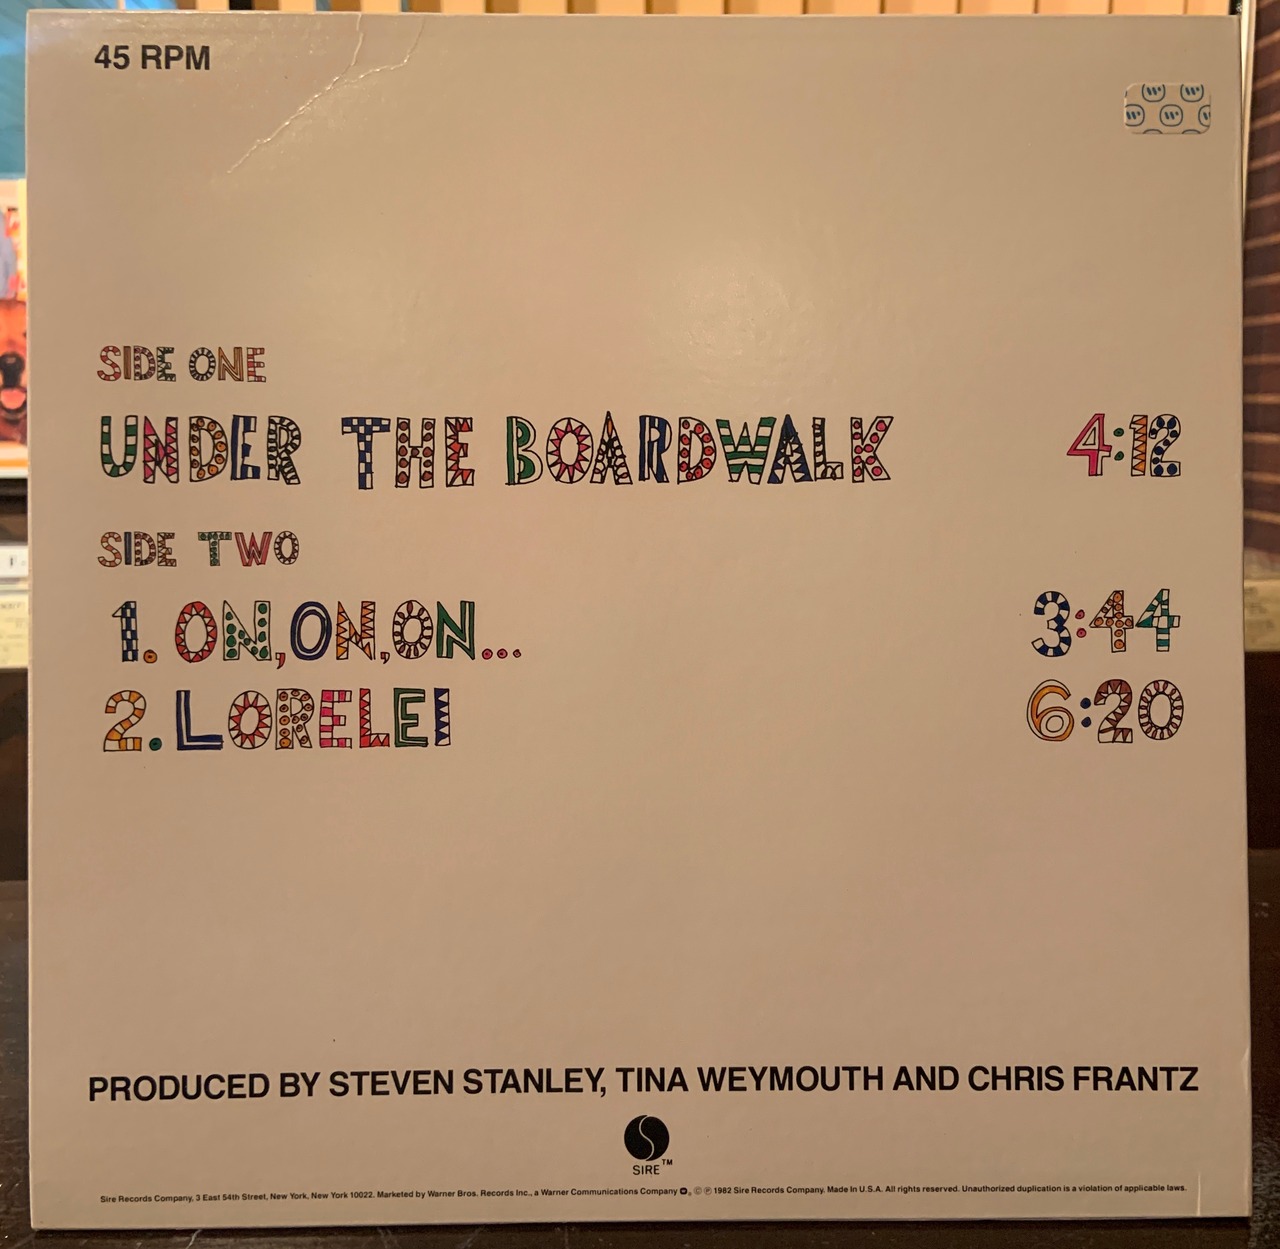 45 RPM
SIDE ONE
UNDER THE BOARDWALK 4:12
SIDE TWO
1. ON, ON, ON... 3:44
2. LORELEI 6:20
PRODUCED BY STEVEN STANLEY, TINA WEYMOUTH AND CHRIS FRANTZ
SIRE™
Sire Records Company, 3 East 54th Street, New York, New York 10022. Marketed by Warner Bros. Records Inc., a Warner Communications Company. Ⓒ Ⓟ 1982 Sire Records Company. Made In U.S.A. All rights reserved. Unauthorized duplication is a violation of applicable laws.